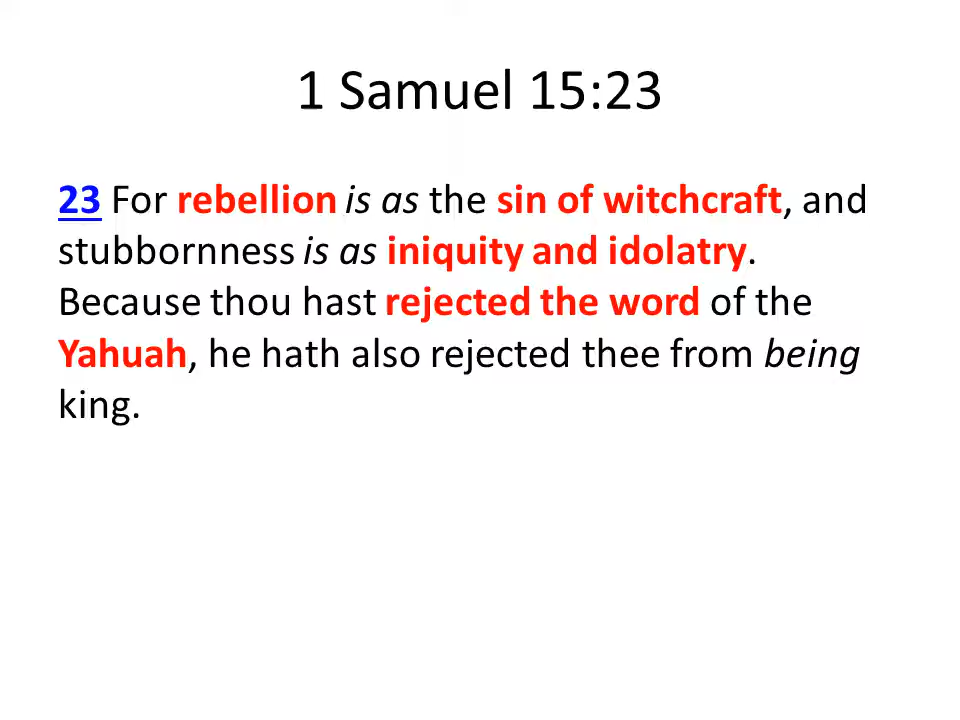 1 Samuel 15:23
23 For rebellion is as the sin of witchcraft, and
stubbornness is as iniquity and idolatry.
Because thou hast rejected the word of the
Yahuah, he hath also rejected thee from being
king.